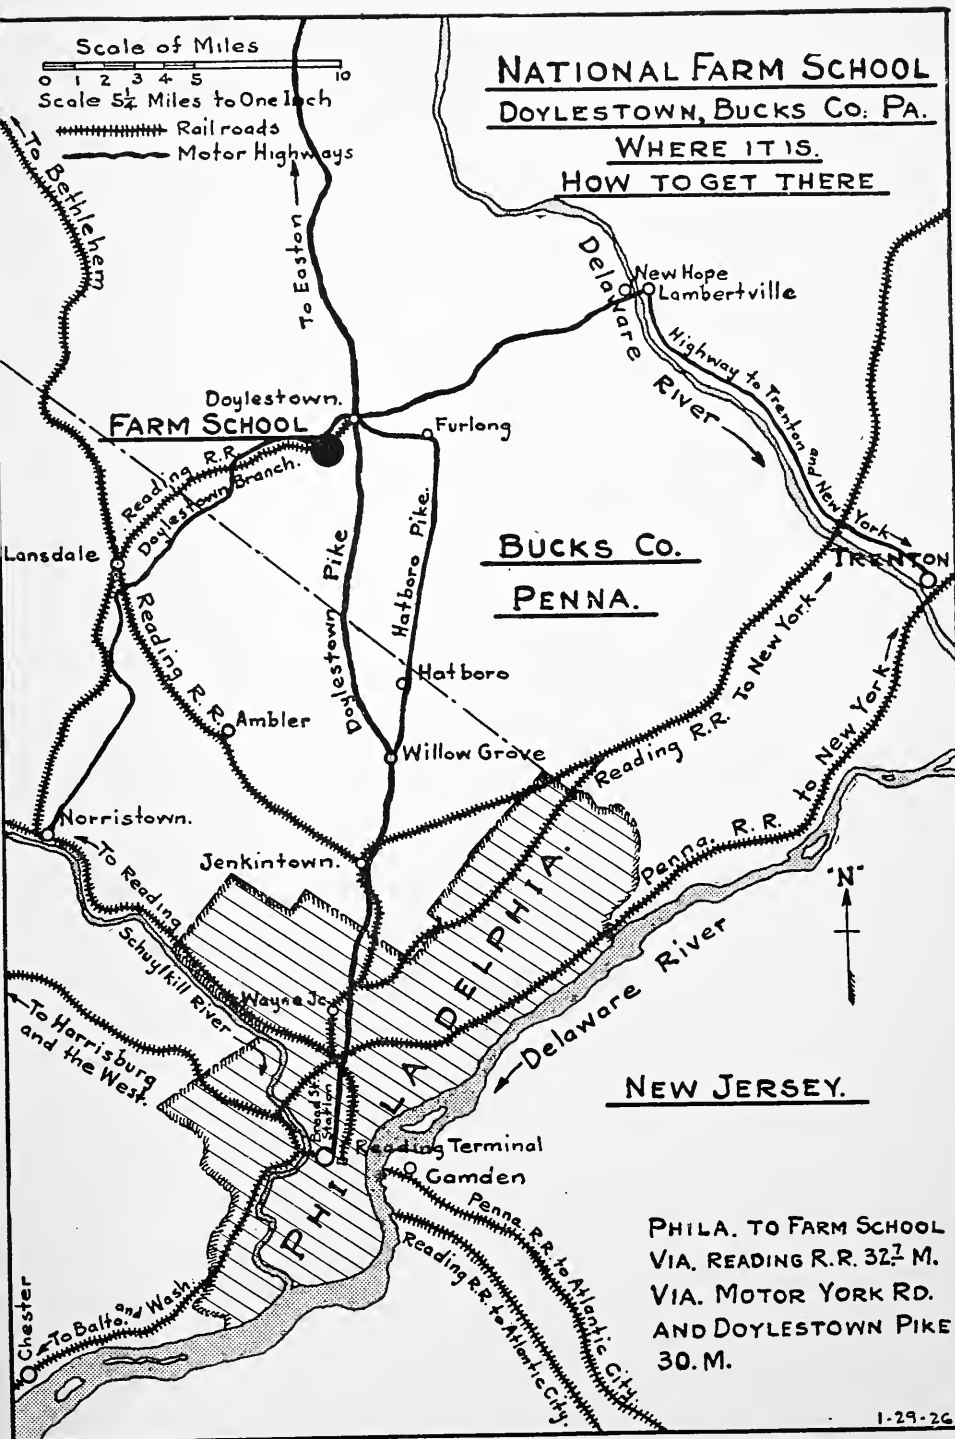 Scale of Miles
0 1 2 3 4 5 10
Scale 5¼ Miles to One Inch
Railroads
Motor Highways
NATIONAL FARM SCHOOL
DOYLESTOWN, BUCKS CO: PA.
WHERE IT IS.
HOW TO GET THERE
To Bethlehem
To Easton
Delaware River
New Hope
Lambertville
Highway to Trenton and New York
Doylestown.
FARM SCHOOL
Furlong
Reading R.R.
Doylestown Branch.
Lansdale
Doylestown Pike
Hatboro Pike.
BUCKS CO.
PENNA.
TRENTON
Reading R.R.
Hatboro
Ambler
Willow Grove
Reading R.R. To New York
to New York
Norristown.
Penna. R.R.
Jenkintown.
To Reading
"N"
Schuylkill River
Wayne Jc.
PHILADELPHIA.
Delaware River
To Harrisburg
and the West.
Broad St.
Station
NEW JERSEY.
Reading Terminal
Camden
Penna. R.R. to Atlantic City.
Reading R.R. to Atlantic City.
Chester
To Balto. and Wash.
PHILA. TO FARM SCHOOL
VIA. READING R.R. 32.7 M.
VIA. MOTOR YORK RD.
AND DOYLESTOWN PIKE
30. M.
1-29-26